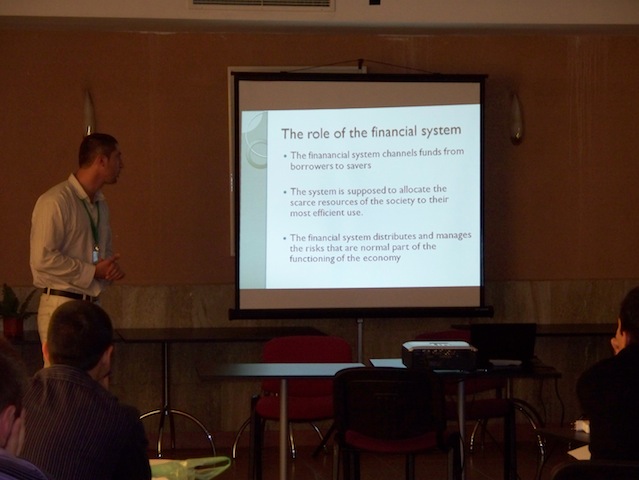 The role of the financial system
• The finanancial system channels funds from
borrowers to savers
• The system is supposed to allocate the
scarce resources of the society to their
most efficient use.
• The financial system distributes and manages
the risks that are normal part of the
functioning of the economy